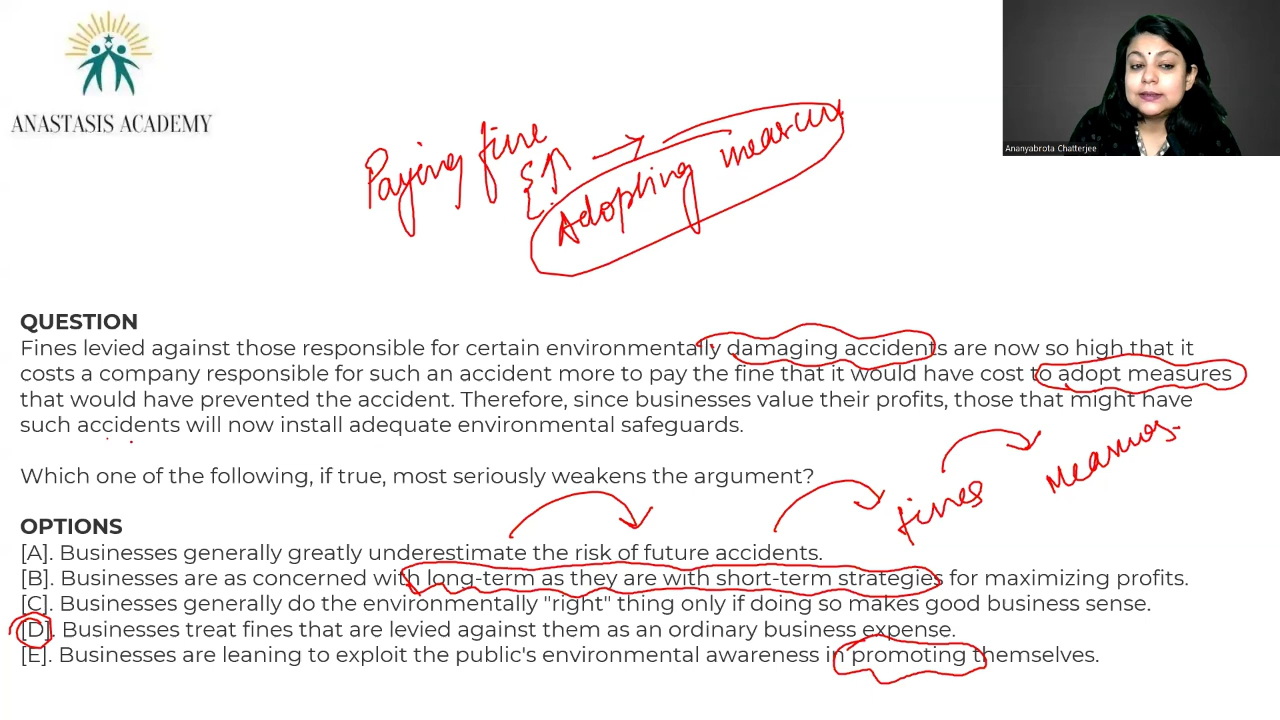 ANASTASIS ACADEMY
Ananyabrota Chatterjee
Paying fine
Adopting measures
QUESTION
Fines levied against those responsible for certain environmentally damaging accidents are now so high that it
costs a company responsible for such an accident more to pay the fine that it would have cost to adopt measures
that would have prevented the accident. Therefore, since businesses value their profits, those that might have
such accidents will now install adequate environmental safeguards.
Which one of the following, if true, most seriously weakens the argument?
fines measures
OPTIONS
[A]. Businesses generally greatly underestimate the risk of future accidents.
[B]. Businesses are as concerned with long-term as they are with short-term strategies for maximizing profits.
[C]. Businesses generally do the environmentally "right" thing only if doing so makes good business sense.
[D]. Businesses treat fines that are levied against them as an ordinary business expense.
[E]. Businesses are leaning to exploit the public's environmental awareness in promoting themselves.